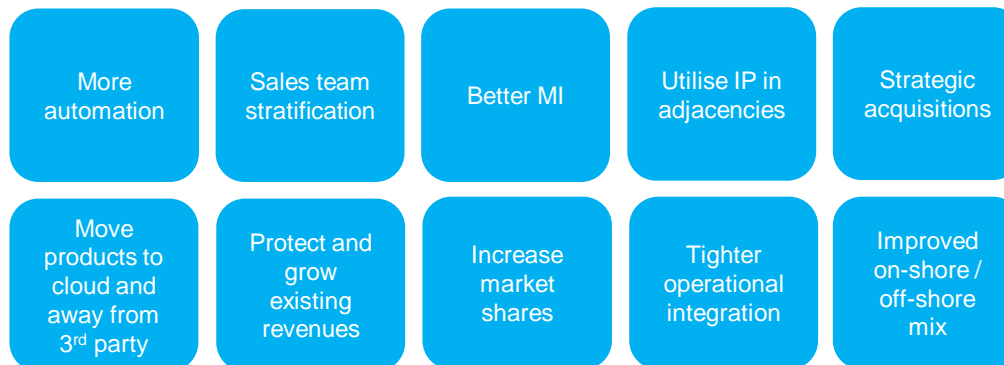 More
automation
Sales team
stratification
Better MI
Utilise IP in
adjacencies
Strategic
acquisitions
Move
products to
cloud and
away from
3rd party
Protect and
grow
existing
revenues
Increase
market
shares
Tighter
operational
integration
Improved
on-shore /
off-shore
mix